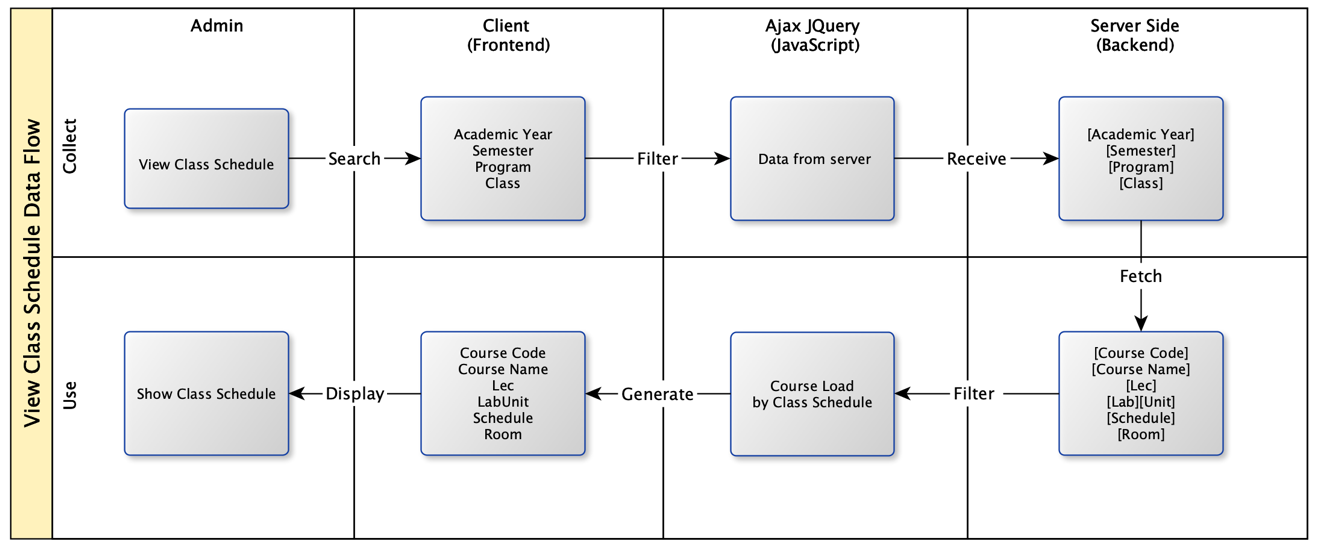 View Class Schedule Data Flow
Admin
Client
(Frontend)
Ajax JQuery
(JavaScript)
Server Side
(Backend)
Collect
View Class Schedule
Search
Academic Year
Semester
Program
Class
Filter
Data from server
Receive
[Academic Year]
[Semester]
[Program]
[Class]
Fetch
Use
Show Class Schedule
Display
Course Code
Course Name
Lec
LabUnit
Schedule
Room
Generate
Course Load
by Class Schedule
Filter
[Course Code]
[Course Name]
[Lec]
[Lab][Unit]
[Schedule]
[Room]